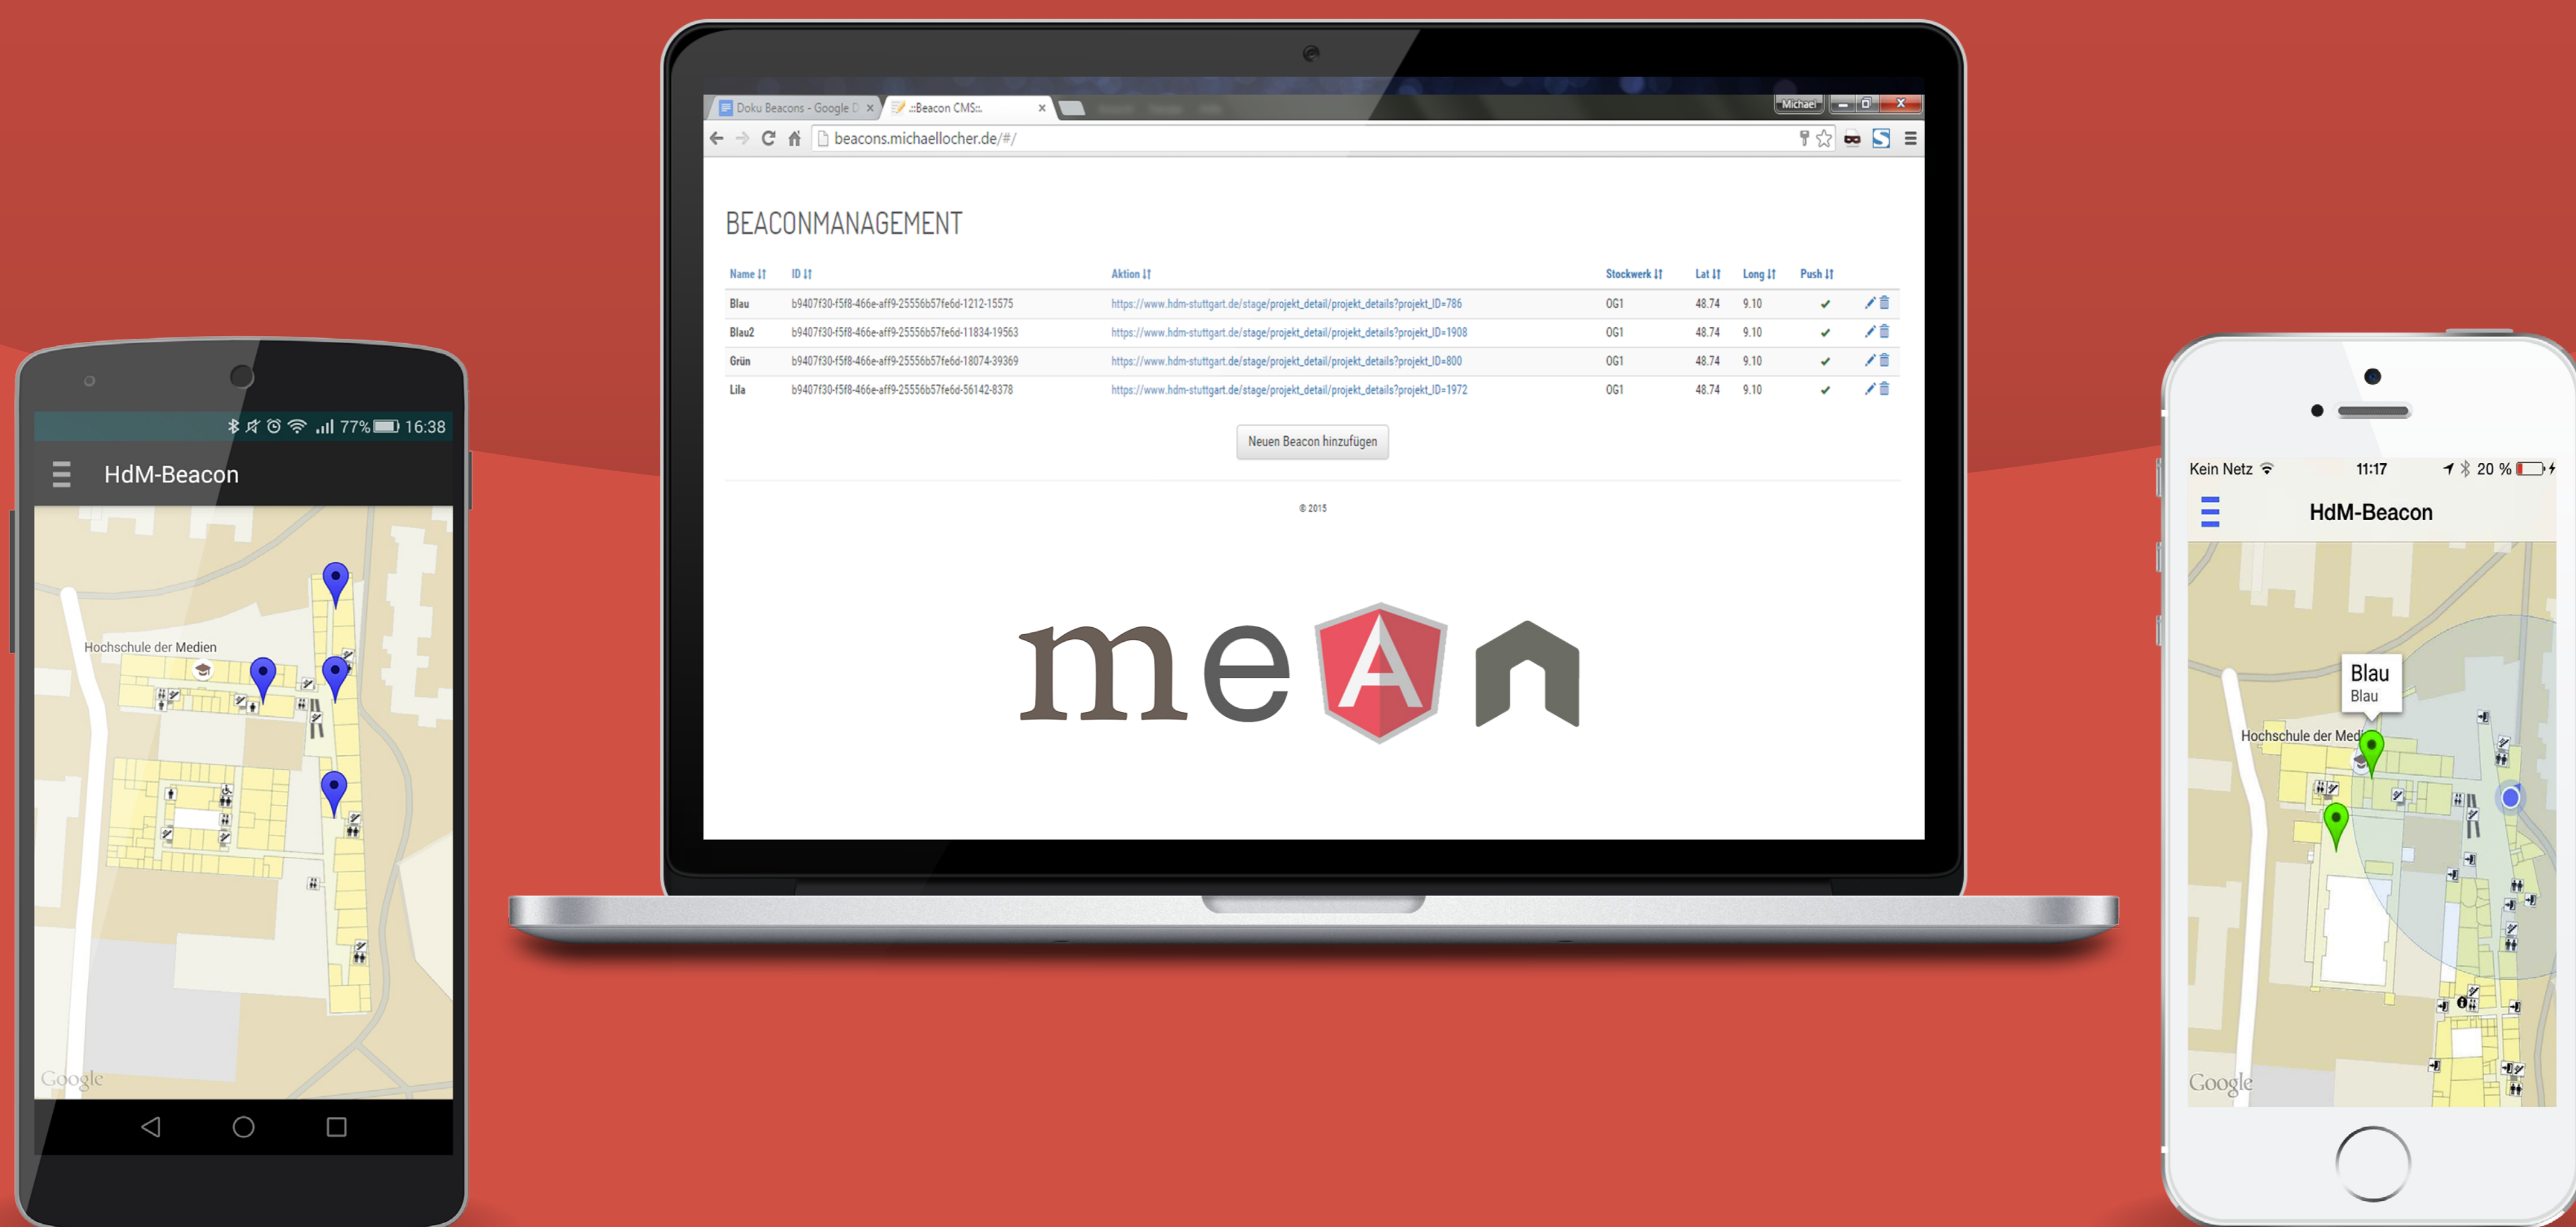 Doku Beacons - Google D
.::Beacon CMS::.
Michael
beacons.michaellocher.de/#/
BEACONMANAGEMENT
Name ID Aktion Stockwerk Lat Long Push
Blau b9407f30-f5f8-466e-aff9-25556b57fe6d-1212-15575 https://www.hdm-stuttgart.de/stage/projekt_detail/projekt_details?projekt_ID=786 OG1 48.74 9.10
Blau2 b9407f30-f5f8-466e-aff9-25556b57fe6d-11834-19563 https://www.hdm-stuttgart.de/stage/projekt_detail/projekt_details?projekt_ID=1908 OG1 48.74 9.10
Grün b9407f30-f5f8-466e-aff9-25556b57fe6d-18074-39369 https://www.hdm-stuttgart.de/stage/projekt_detail/projekt_details?projekt_ID=800 OG1 48.74 9.10
Lila b9407f30-f5f8-466e-aff9-25556b57fe6d-56142-8378 https://www.hdm-stuttgart.de/stage/projekt_detail/projekt_details?projekt_ID=1972 OG1 48.74 9.10
Neuen Beacon hinzufügen
© 2015
meAn
77% 16:38
HdM-Beacon
Hochschule der Medien
Google
Kein Netz 11:17 20 %
HdM-Beacon
Blau
Blau
Hochschule der Medi
Google